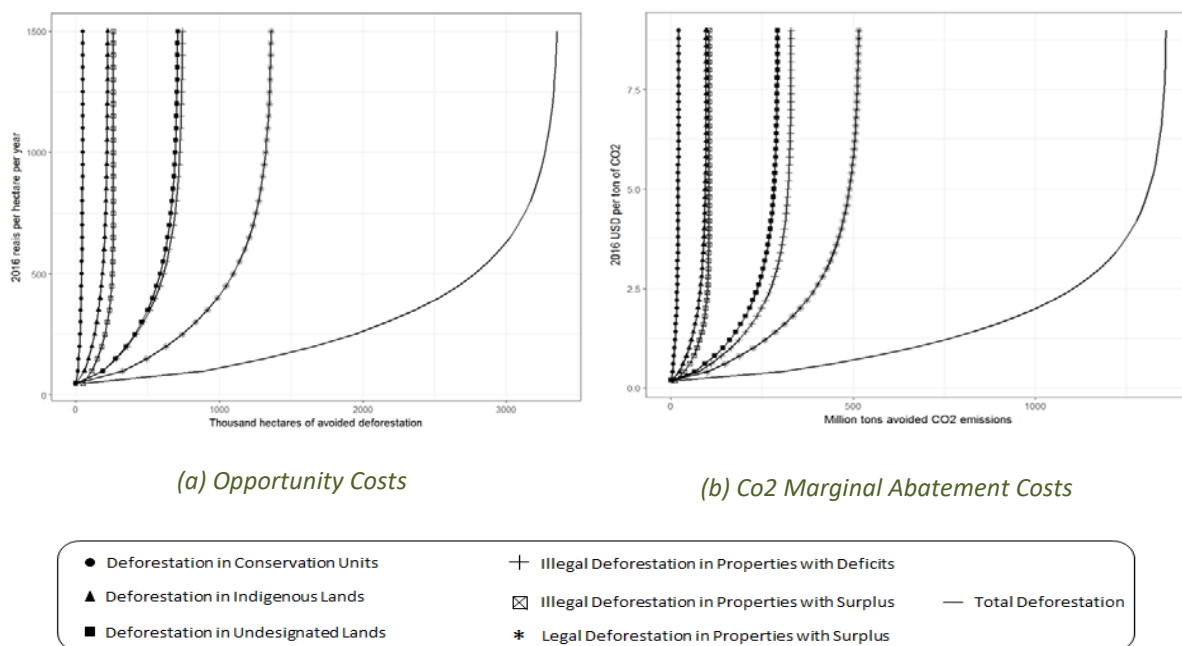 1500
1000
500
0
2016 reais per hectare per year
0
1000
2000
3000
Thousand hectares of avoided deforestation
7.5
5.0
2.5
0.0
2016 USD per ton of CO2
0
500
1000
Million tons avoided CO2 emissions
(a) Opportunity Costs
(b) Co2 Marginal Abatement Costs
Deforestation in Conservation Units
Deforestation in Indigenous Lands
Deforestation in Undesignated Lands
Illegal Deforestation in Properties with Deficits
Illegal Deforestation in Properties with Surplus
Legal Deforestation in Properties with Surplus
Total Deforestation